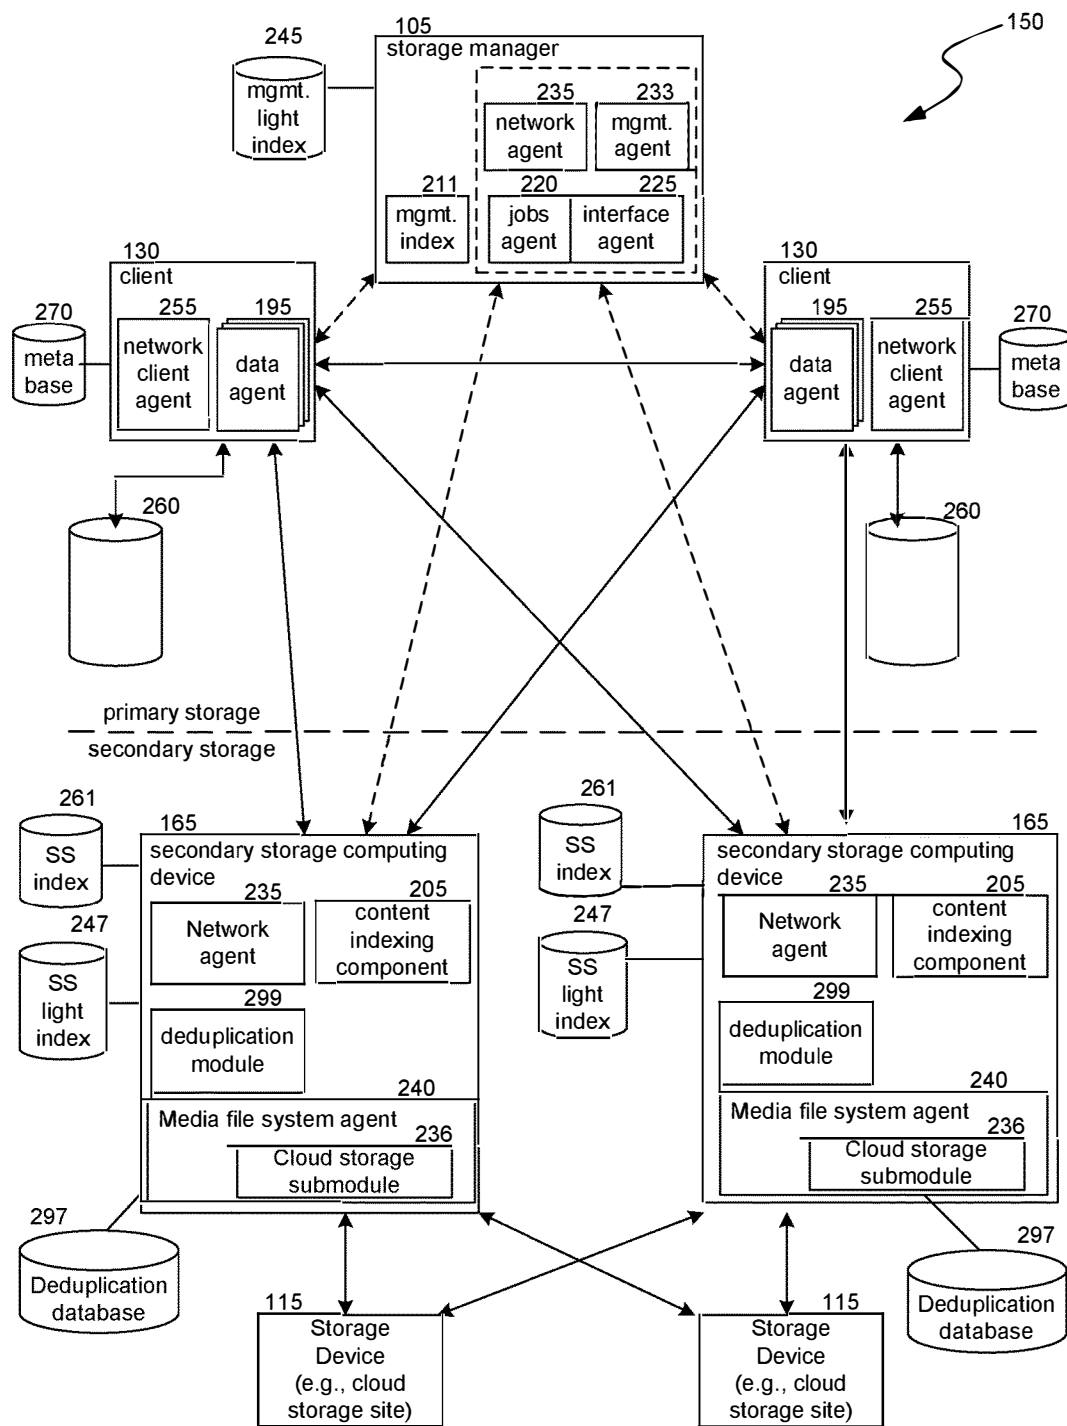 105
150
245
storage manager
mgmt.
light
index
235
233
network
agent
mgmt.
agent
211
220
225
mgmt.
index
jobs
agent
interface
agent
130
client
130
client
270
255
195
195
255
270
meta
base
network
client
agent
data
agent
data
agent
network
client
agent
meta
base
260
260
primary storage
secondary storage
261
165
261
165
SS
index
secondary storage computing
device
SS
index
secondary storage computing
device
247
235
205
247
235
205
SS
light
index
Network
agent
content
indexing
component
SS
light
index
Network
agent
content
indexing
component
299
299
deduplication
module
deduplication
module
240
240
Media file system agent
Media file system agent
236
236
Cloud storage
submodule
Cloud storage
submodule
297
297
Deduplication
database
Deduplication
database
115
115
Storage
Device
(e.g., cloud
storage site)
Storage
Device
(e.g., cloud
storage site)